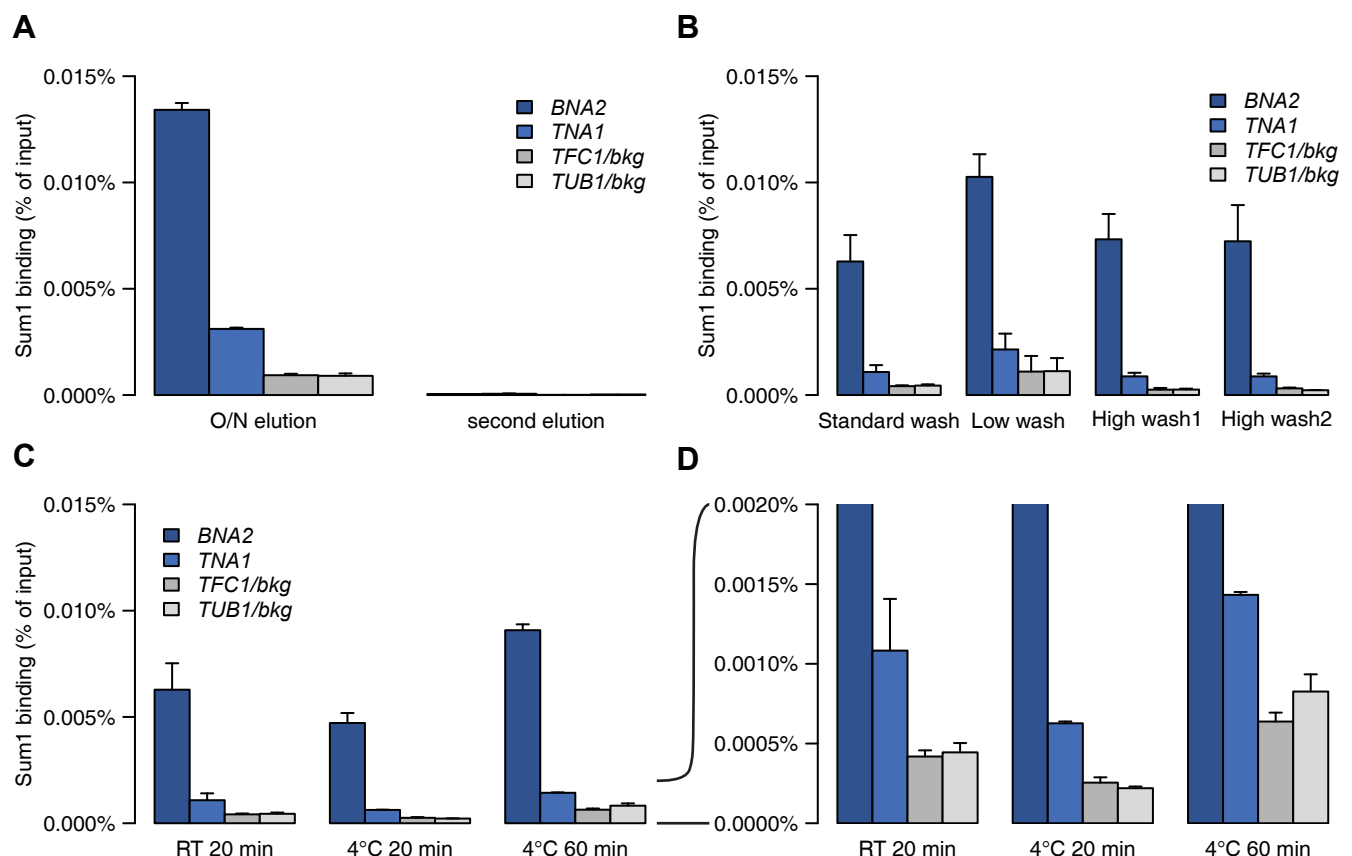 A
Sum1 binding (% of input)
0.015%
0.010%
0.005%
0.000%
BNA2
TNA1
TFC1/bkg
TUB1/bkg
O/N elution
second elution
B
Sum1 binding (% of input)
0.015%
0.010%
0.005%
0.000%
BNA2
TNA1
TFC1/bkg
TUB1/bkg
Standard wash
Low wash
High wash1
High wash2
C
Sum1 binding (% of input)
0.015%
0.010%
0.005%
0.000%
BNA2
TNA1
TFC1/bkg
TUB1/bkg
RT 20 min
4°C 20 min
4°C 60 min
D
0.0020%
0.0015%
0.0010%
0.0005%
0.0000%
RT 20 min
4°C 20 min
4°C 60 min